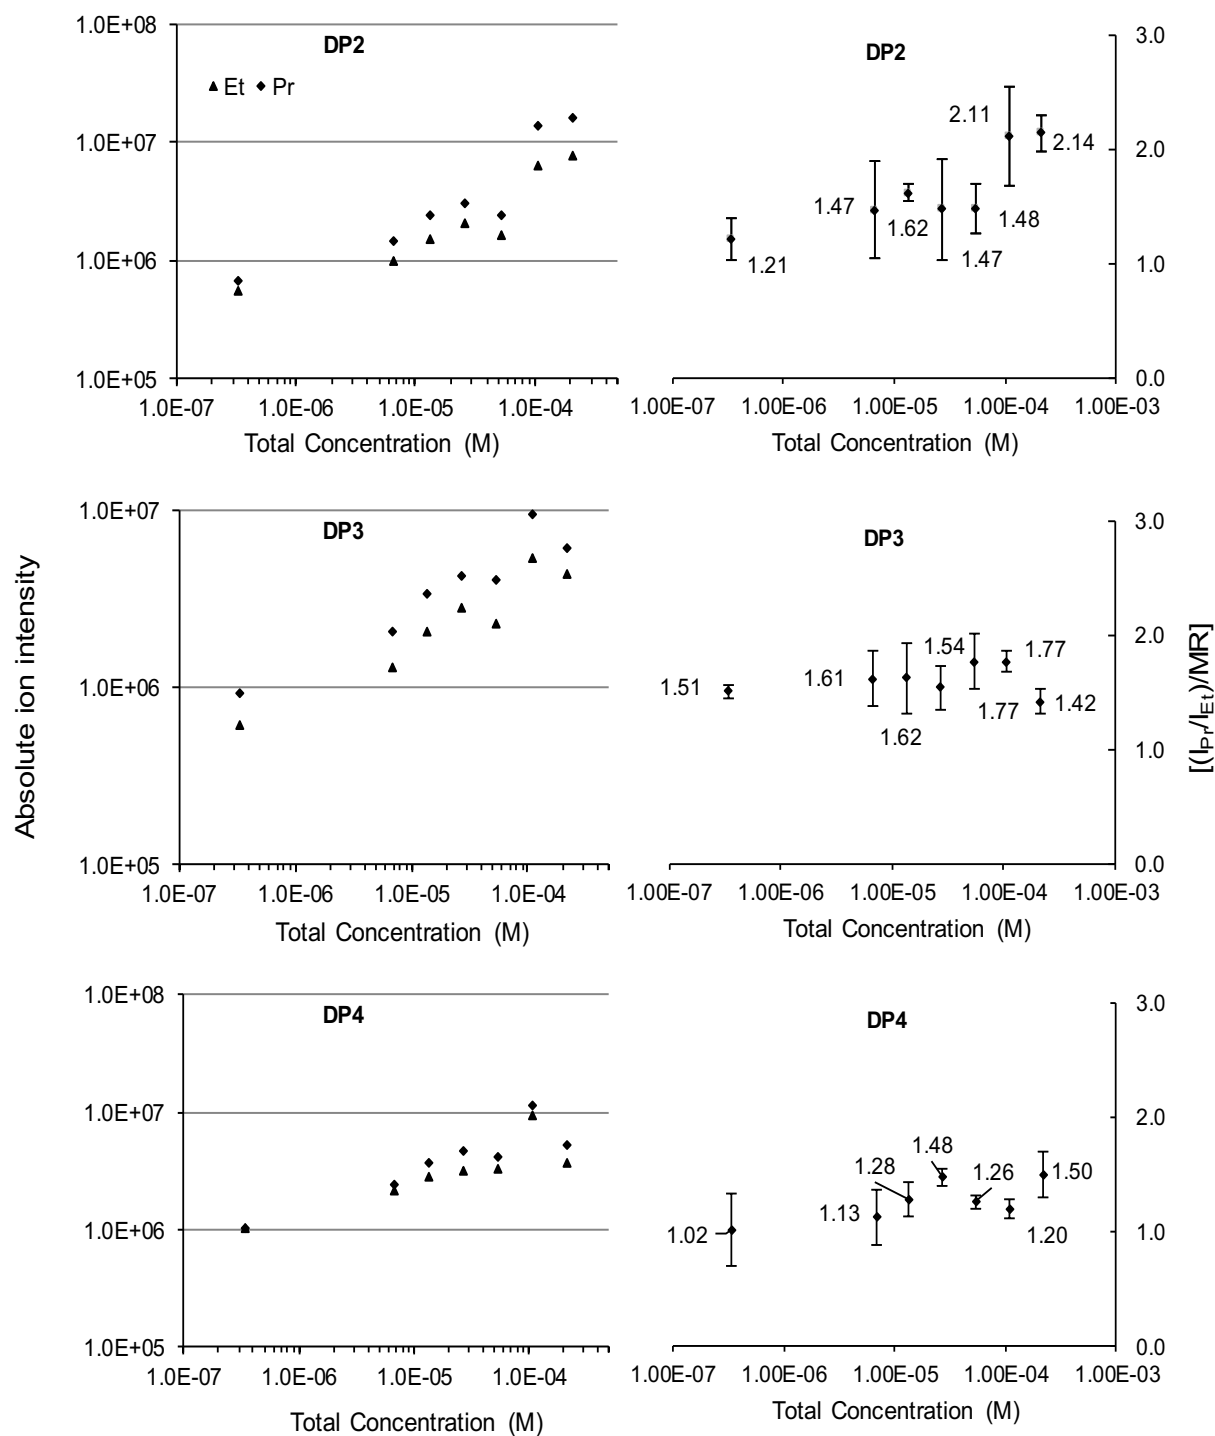 Absolute ion intensity
[(I_Pr/I_Et)/MR]
DP2
Et Pr
1.0E+08
1.0E+07
1.0E+06
1.0E+05
1.0E-07 1.0E-06 1.0E-05 1.0E-04
Total Concentration (M)
DP2
3.0
2.0
1.0
0.0
1.21
1.47
1.62
1.47
1.48
2.11
2.14
1.00E-07 1.00E-06 1.00E-05 1.00E-04 1.00E-03
Total Concentration (M)
DP3
1.0E+07
1.0E+06
1.0E+05
1.0E-07 1.0E-06 1.0E-05 1.0E-04
Total Concentration (M)
DP3
3.0
2.0
1.0
0.0
1.51
1.61
1.62
1.54
1.77
1.77
1.42
1.00E-07 1.00E-06 1.00E-05 1.00E-04 1.00E-03
Total Concentration (M)
DP4
1.0E+08
1.0E+07
1.0E+06
1.0E+05
1.0E-07 1.0E-06 1.0E-05 1.0E-04
Total Concentration (M)
DP4
3.0
2.0
1.0
0.0
1.02
1.13
1.28
1.48
1.26
1.20
1.50
1.00E-07 1.00E-06 1.00E-05 1.00E-04 1.00E-03
Total Concentration (M)